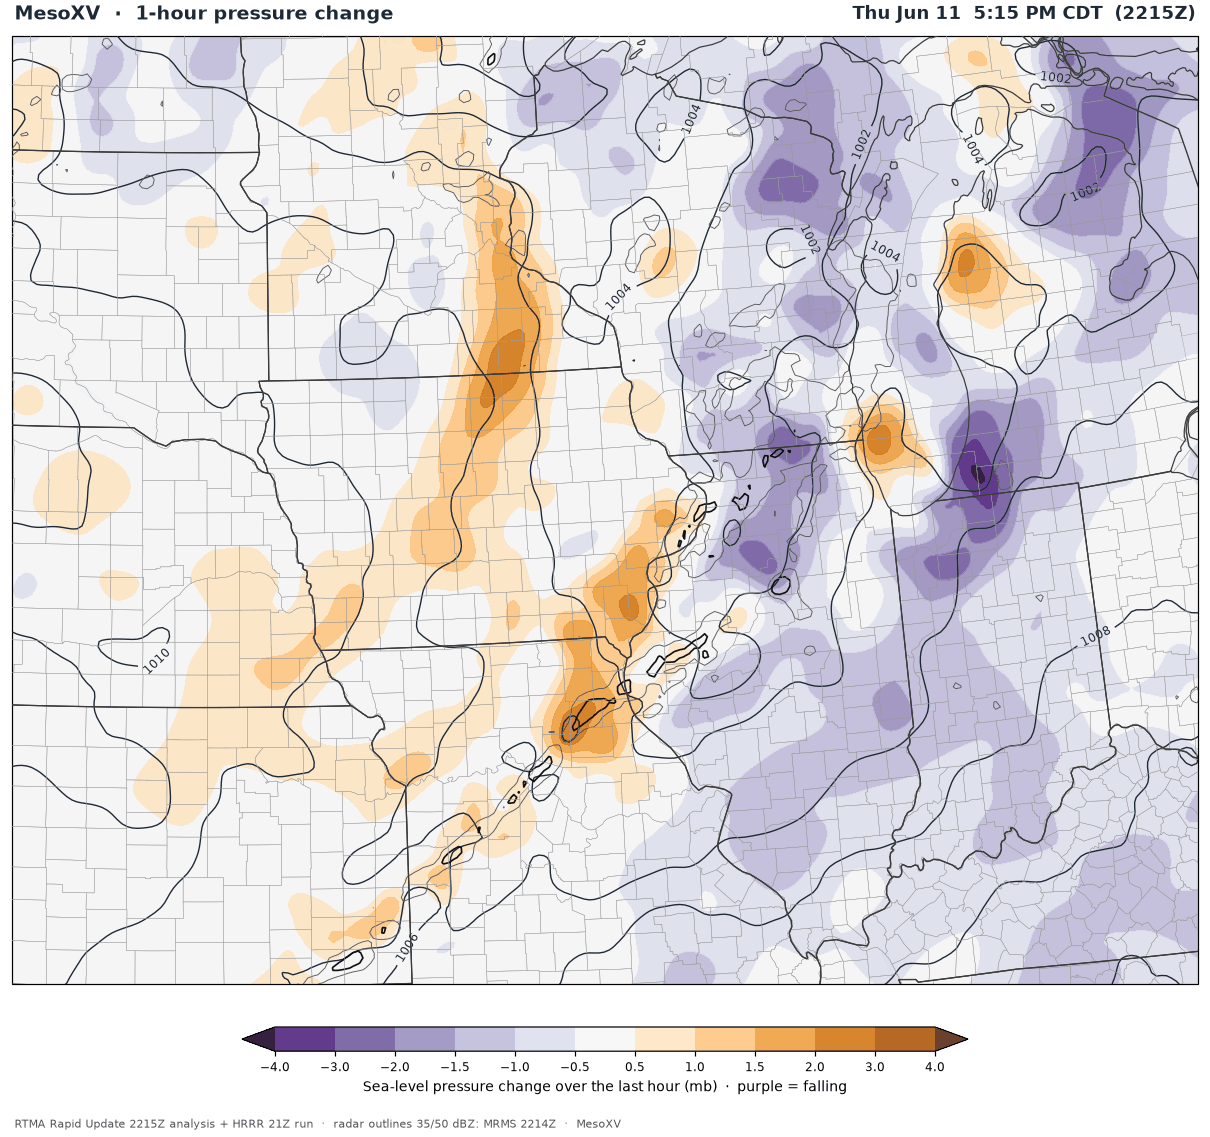 MesoXV · 1-hour pressure change
Thu Jun 11 5:15 PM CDT (2215Z)
1002
1004
1002
1004
1002
1002
1004
1004
1008
1010
1006
−4.0 −3.0 −2.0 −1.5 −1.0 −0.5 0.5 1.0 1.5 2.0 3.0 4.0
Sea-level pressure change over the last hour (mb) · purple = falling
RTMA Rapid Update 2215Z analysis + HRRR 21Z run · radar outlines 35/50 dBZ: MRMS 2214Z · MesoXV